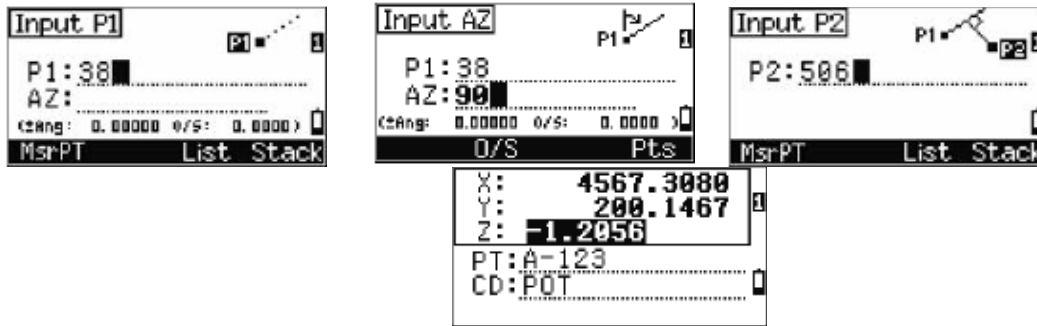 Input P1
P1
1
P1:38
AZ:
(±Ang: 0.00000 O/S: 0.0000)
MsrPT List Stack
Input AZ
P1
1
P1:38
AZ:90
(±Ang: 0.00000 O/S: 0.0000)
O/S Pts
Input P2
P1
P2
P2:506
MsrPT List Stack
X: 4567.3080
1
Y: 200.1467
Z: -1.2056
PT:A-123
CD:POT